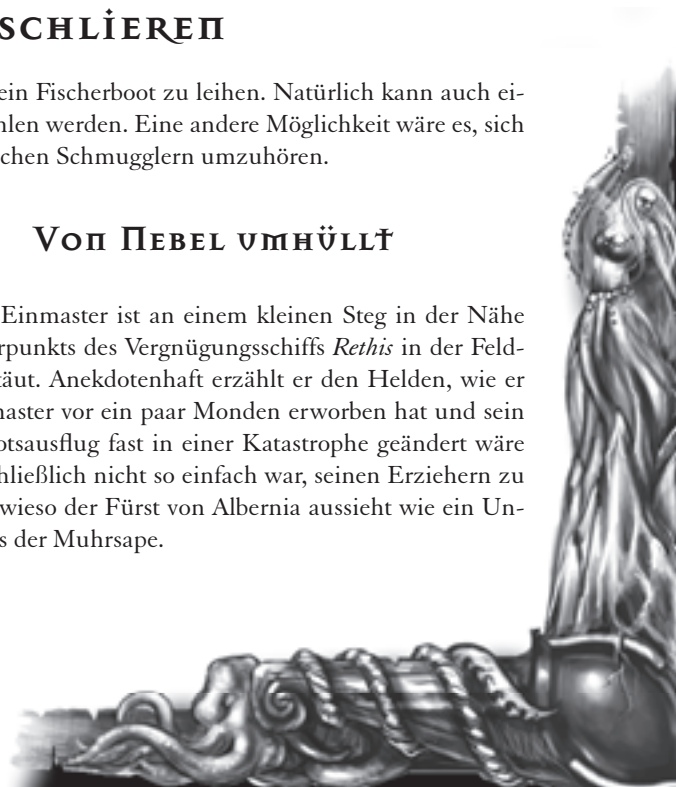 SCHLIEREN
ein Fischerboot zu leihen. Natürlich kann auch ei-
hlen werden. Eine andere Möglichkeit wäre es, sich
chen Schmugglern umzuhören.
VON NEBEL UMHÜLLT
Einmaster ist an einem kleinen Steg in der Nähe
rpunkts des Vergnügungsschiffs Rethis in der Feld-
äut. Anekdotenhaft erzählt er den Helden, wie er
naster vor ein paar Monden erworben hat und sein
otsausflug fast in einer Katastrophe geändert wäre
hließlich nicht so einfach war, seinen Erziehern zu
wieso der Fürst von Albernia aussieht wie ein Un-
s der Muhrsape.